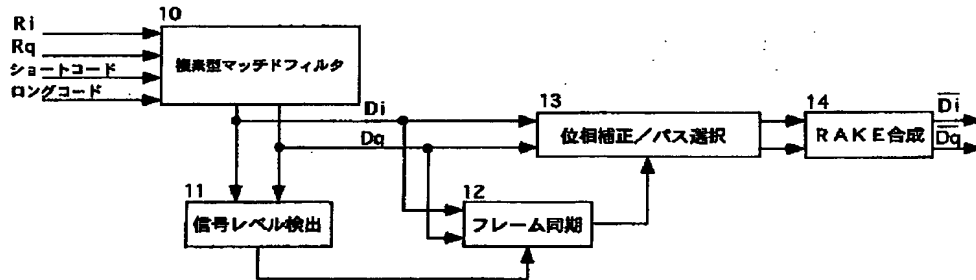 10
Ri
Rq
ショートコード
ロングコード
複素型マッチドフィルタ
Di
Dq
13
位相補正／パス選択
14
RAKE合成
Di
Dq
11
信号レベル検出
12
フレーム同期